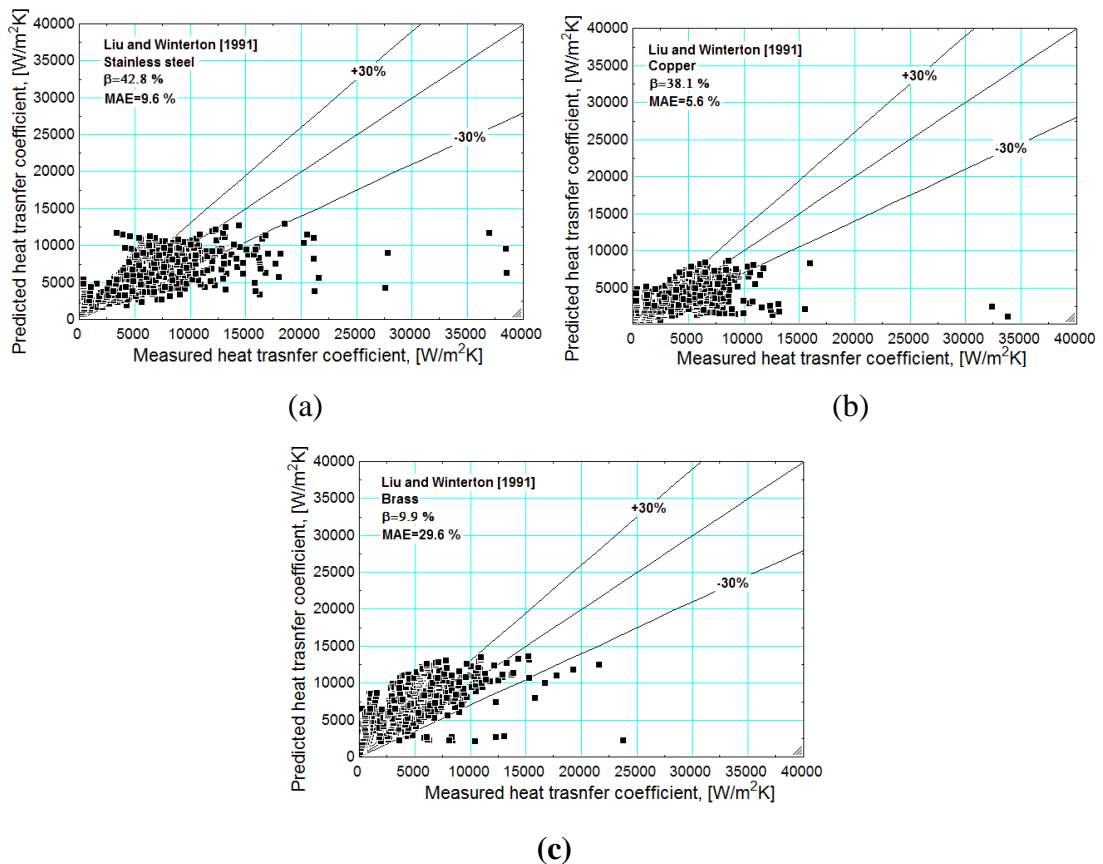 Predicted heat trasnfer coefficient, [W/m²K]
40000
35000
30000
25000
20000
15000
10000
5000
0
Liu and Winterton [1991]
Stainless steel
β=42.8 %
MAE=9.6 %
+30%
-30%
0 5000 10000 15000 20000 25000 30000 35000 40000
Measured heat trasnfer coefficient, [W/m²K]
(a)
Predicted heat trasnfer coefficient, [W/m²K]
40000
35000
30000
25000
20000
15000
10000
5000
0
Liu and Winterton [1991]
Copper
β=38.1 %
MAE=5.6 %
+30%
-30%
0 5000 10000 15000 20000 25000 30000 35000 40000
Measured heat trasnfer coefficient, [W/m²K]
(b)
Predicted heat trasnfer coefficient, [W/m²K]
40000
35000
30000
25000
20000
15000
10000
5000
0
Liu and Winterton [1991]
Brass
β=9.9 %
MAE=29.6 %
+30%
-30%
0 5000 10000 15000 20000 25000 30000 35000 40000
Measured heat trasnfer coefficient, [W/m²K]
(c)